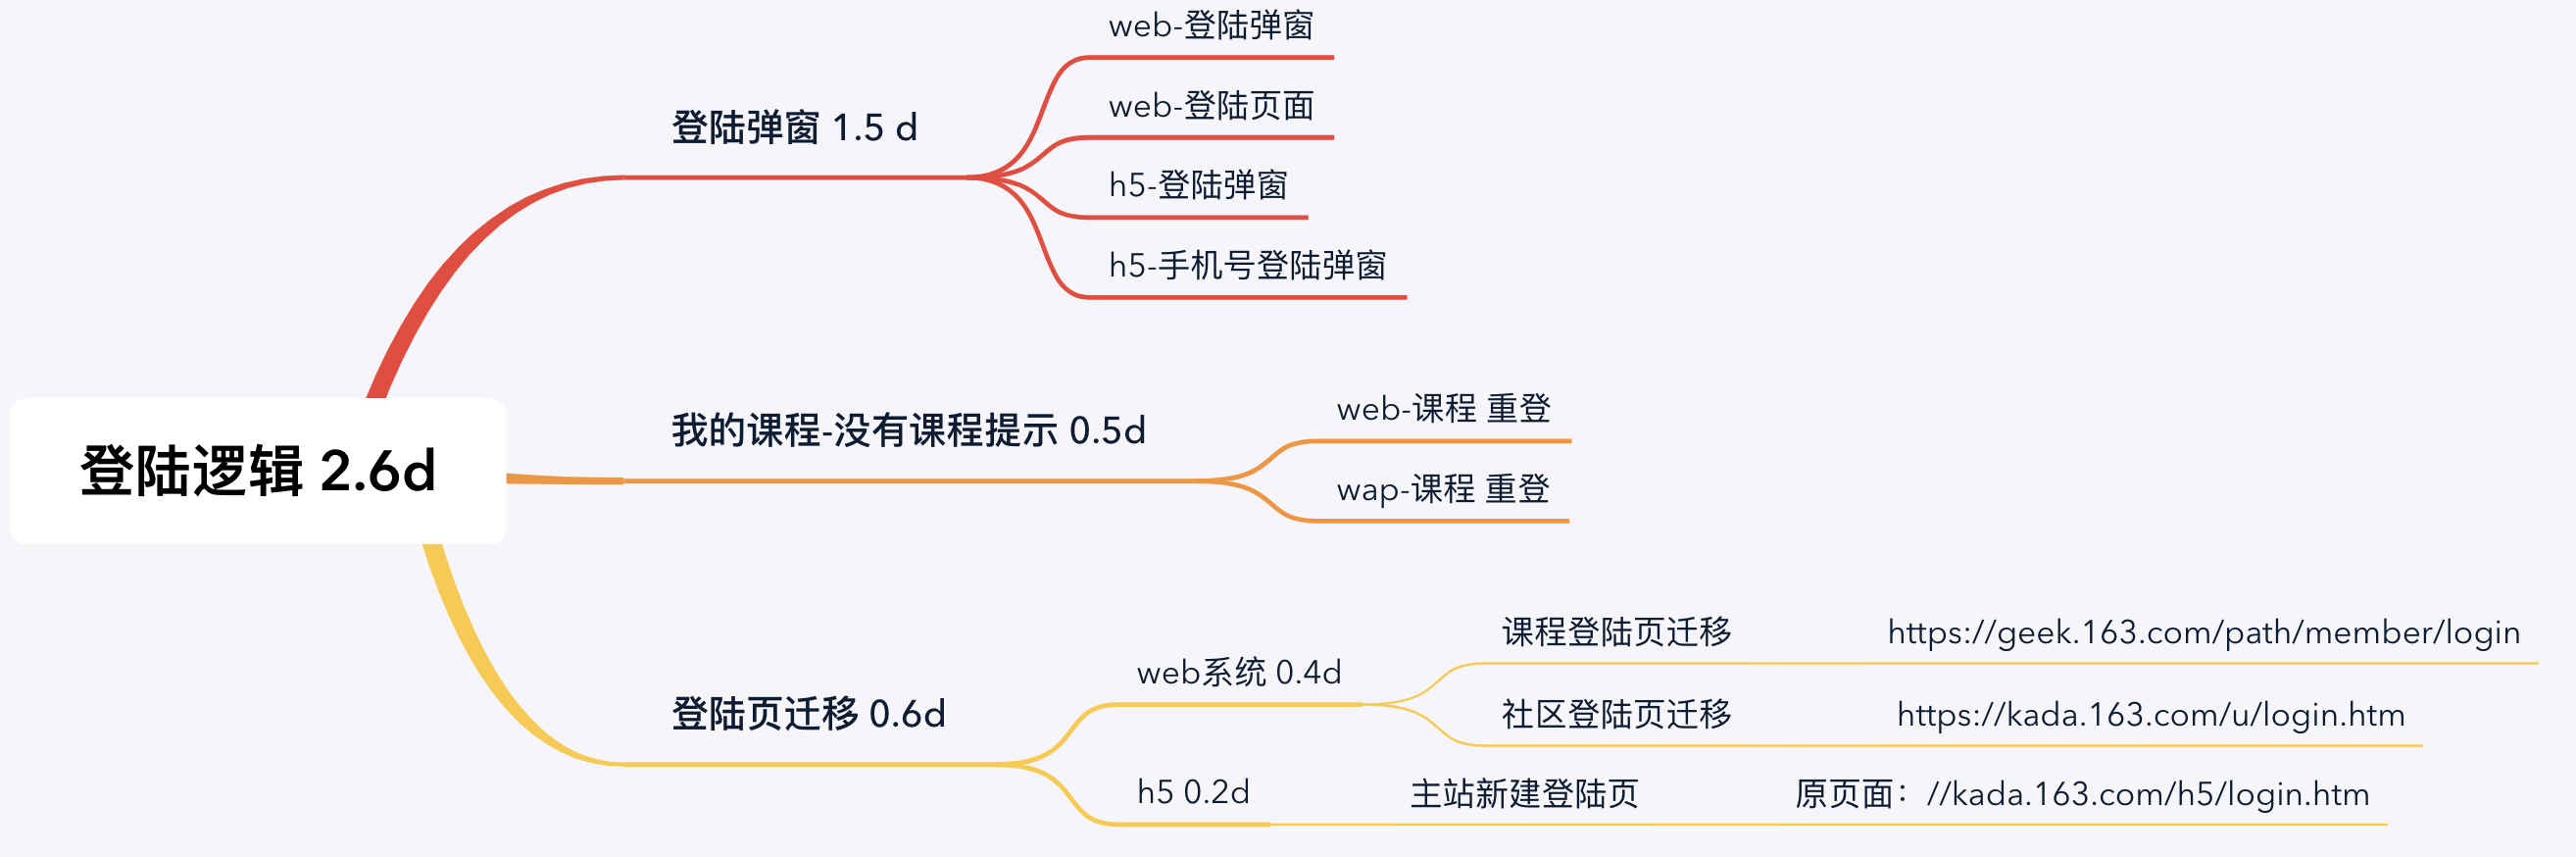 登陆逻辑 2.6d
登陆弹窗 1.5 d
web-登陆弹窗
web-登陆页面
h5-登陆弹窗
h5-手机号登陆弹窗
我的课程-没有课程提示 0.5d
web-课程 重登
wap-课程 重登
登陆页迁移 0.6d
web系统 0.4d
课程登陆页迁移
https://geek.163.com/path/member/login
社区登陆页迁移
https://kada.163.com/u/login.htm
h5 0.2d
主站新建登陆页
原页面：//kada.163.com/h5/login.htm